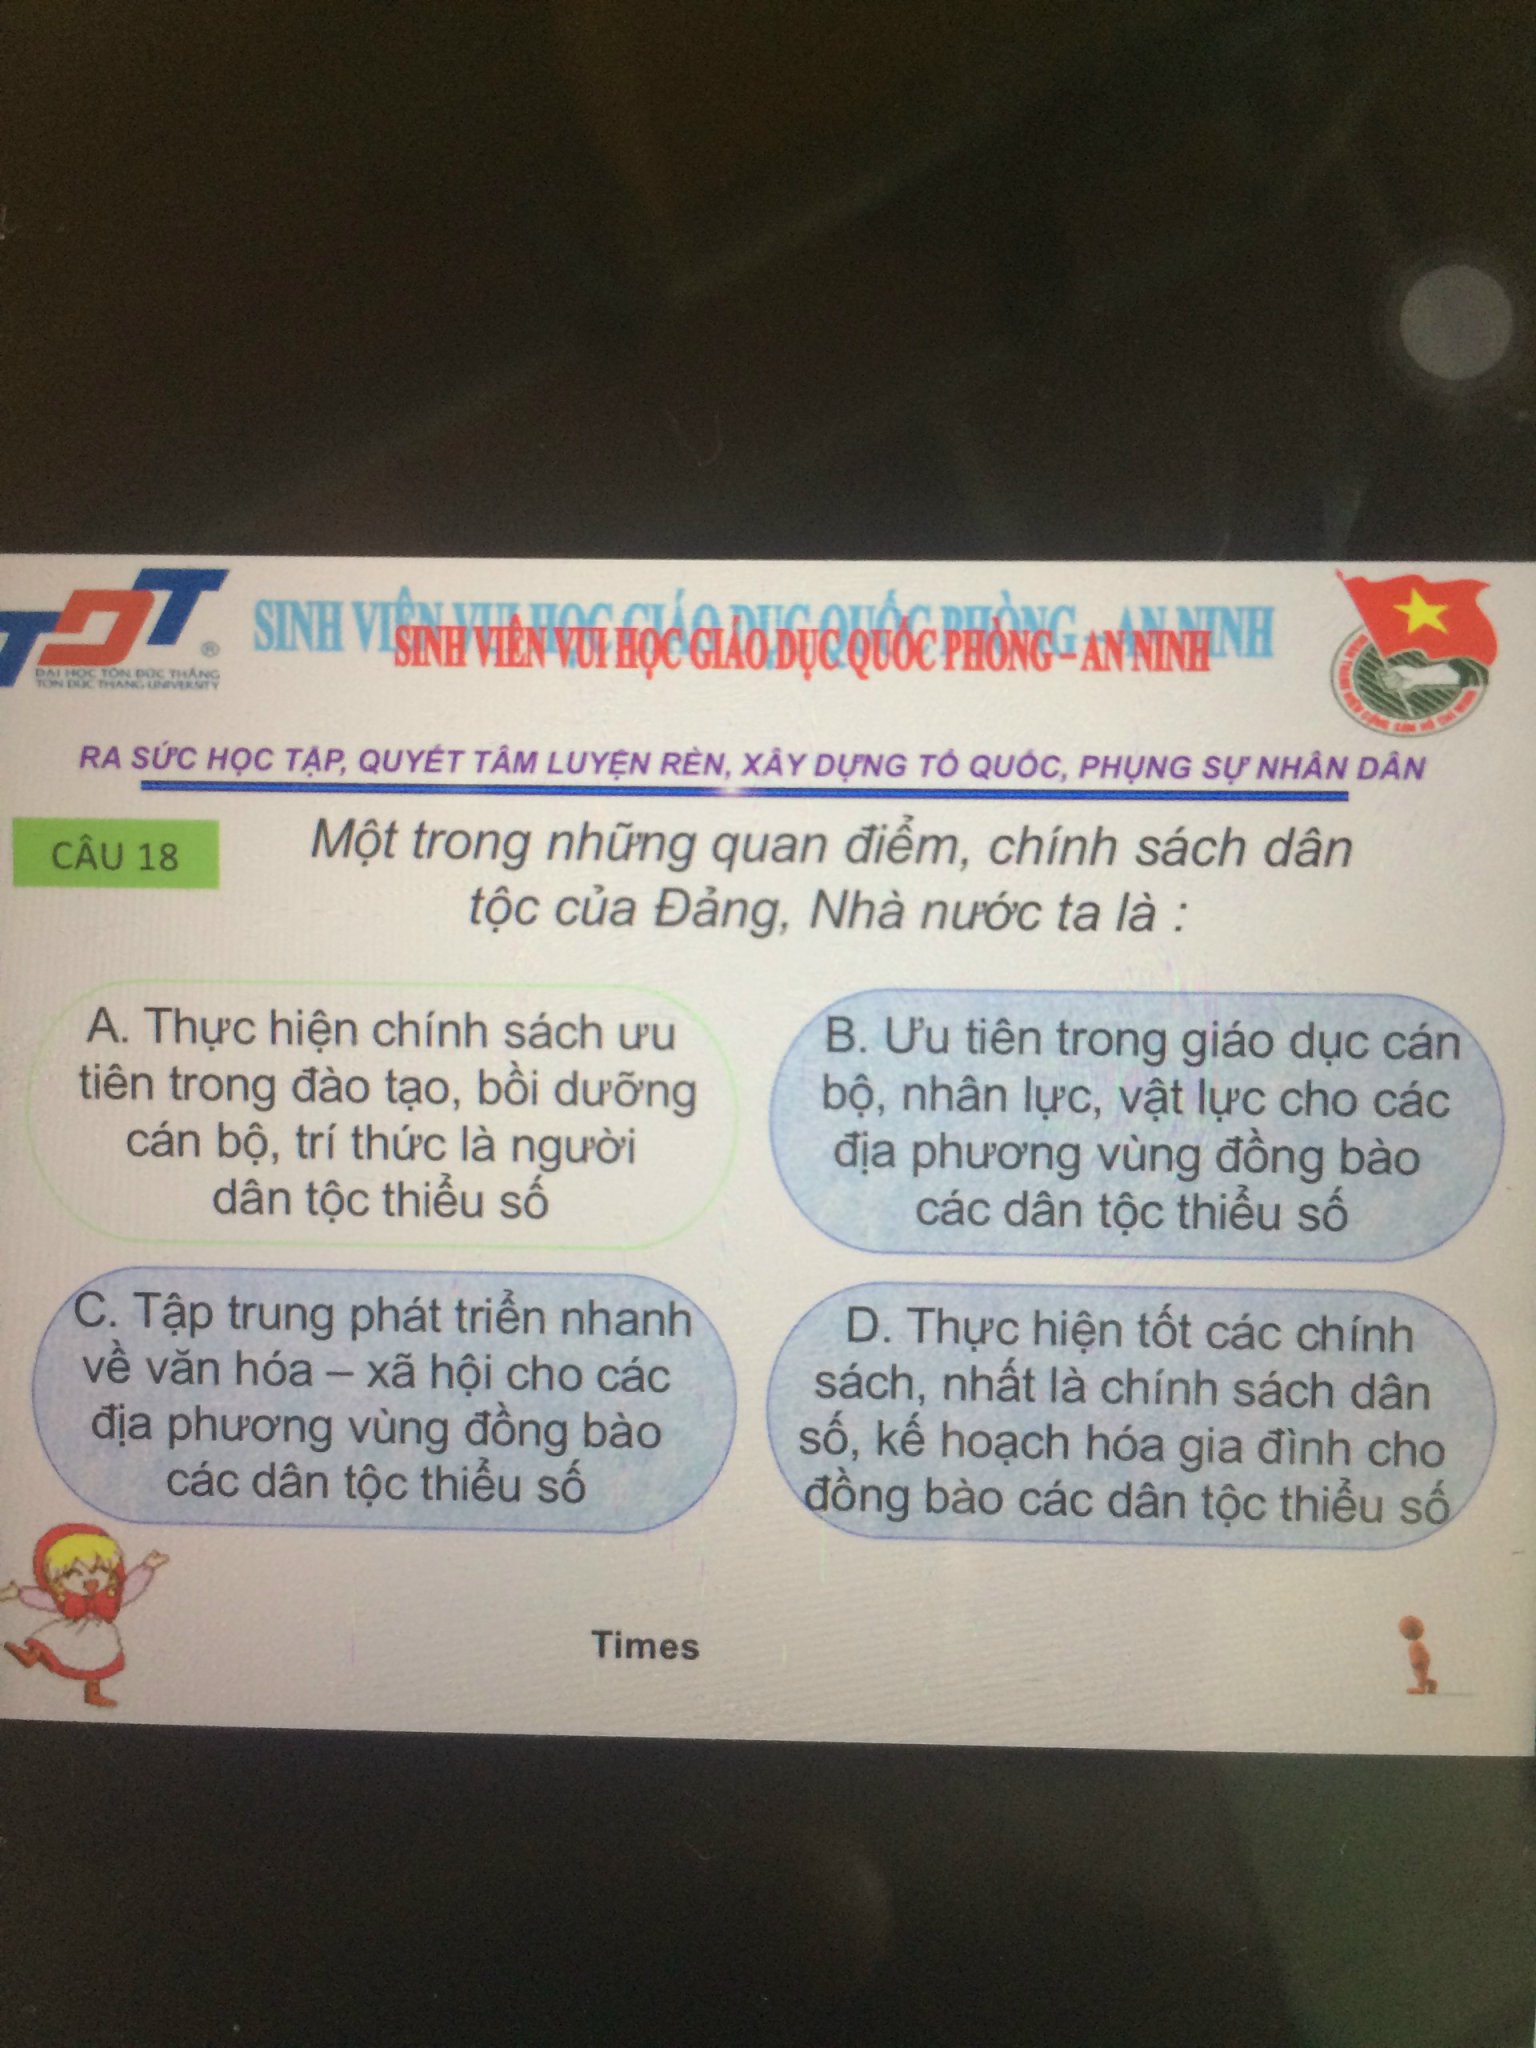 TDT
®
ĐẠI HỌC TÔN ĐỨC THẮNG
TON DUC THANG UNIVERSITY
SINH VIÊN VUI HỌC GIÁO DỤC QUỐC PHÒNG – AN NINH
SINH VIÊN VUI HỌC GIÁO DỤC QUỐC PHÒNG – AN NINH
RA SỨC HỌC TẬP, QUYẾT TÂM LUYỆN RÈN, XÂY DỰNG TỔ QUỐC, PHỤNG SỰ NHÂN DÂN
CÂU 18
Một trong những quan điểm, chính sách dân
tộc của Đảng, Nhà nước ta là :
A. Thực hiện chính sách ưu
tiên trong đào tạo, bồi dưỡng
cán bộ, trí thức là người
dân tộc thiểu số
B. Ưu tiên trong giáo dục cán
bộ, nhân lực, vật lực cho các
địa phương vùng đồng bào
các dân tộc thiểu số
C. Tập trung phát triển nhanh
về văn hóa – xã hội cho các
địa phương vùng đồng bào
các dân tộc thiểu số
D. Thực hiện tốt các chính
sách, nhất là chính sách dân
số, kế hoạch hóa gia đình cho
đồng bào các dân tộc thiểu số
Times